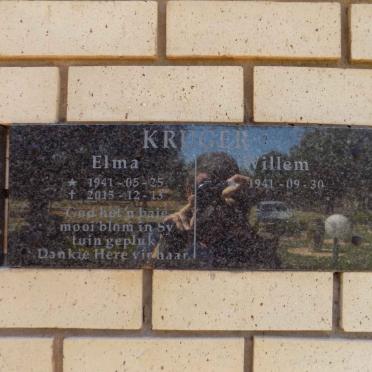 KRUGER
Elma
★ 1941-05-25
✝ 2015-12-15
God het 'n baie
mooi blom in Sy
tuin gepluk
Dankie Here vir haar
Willem
1941-09-30